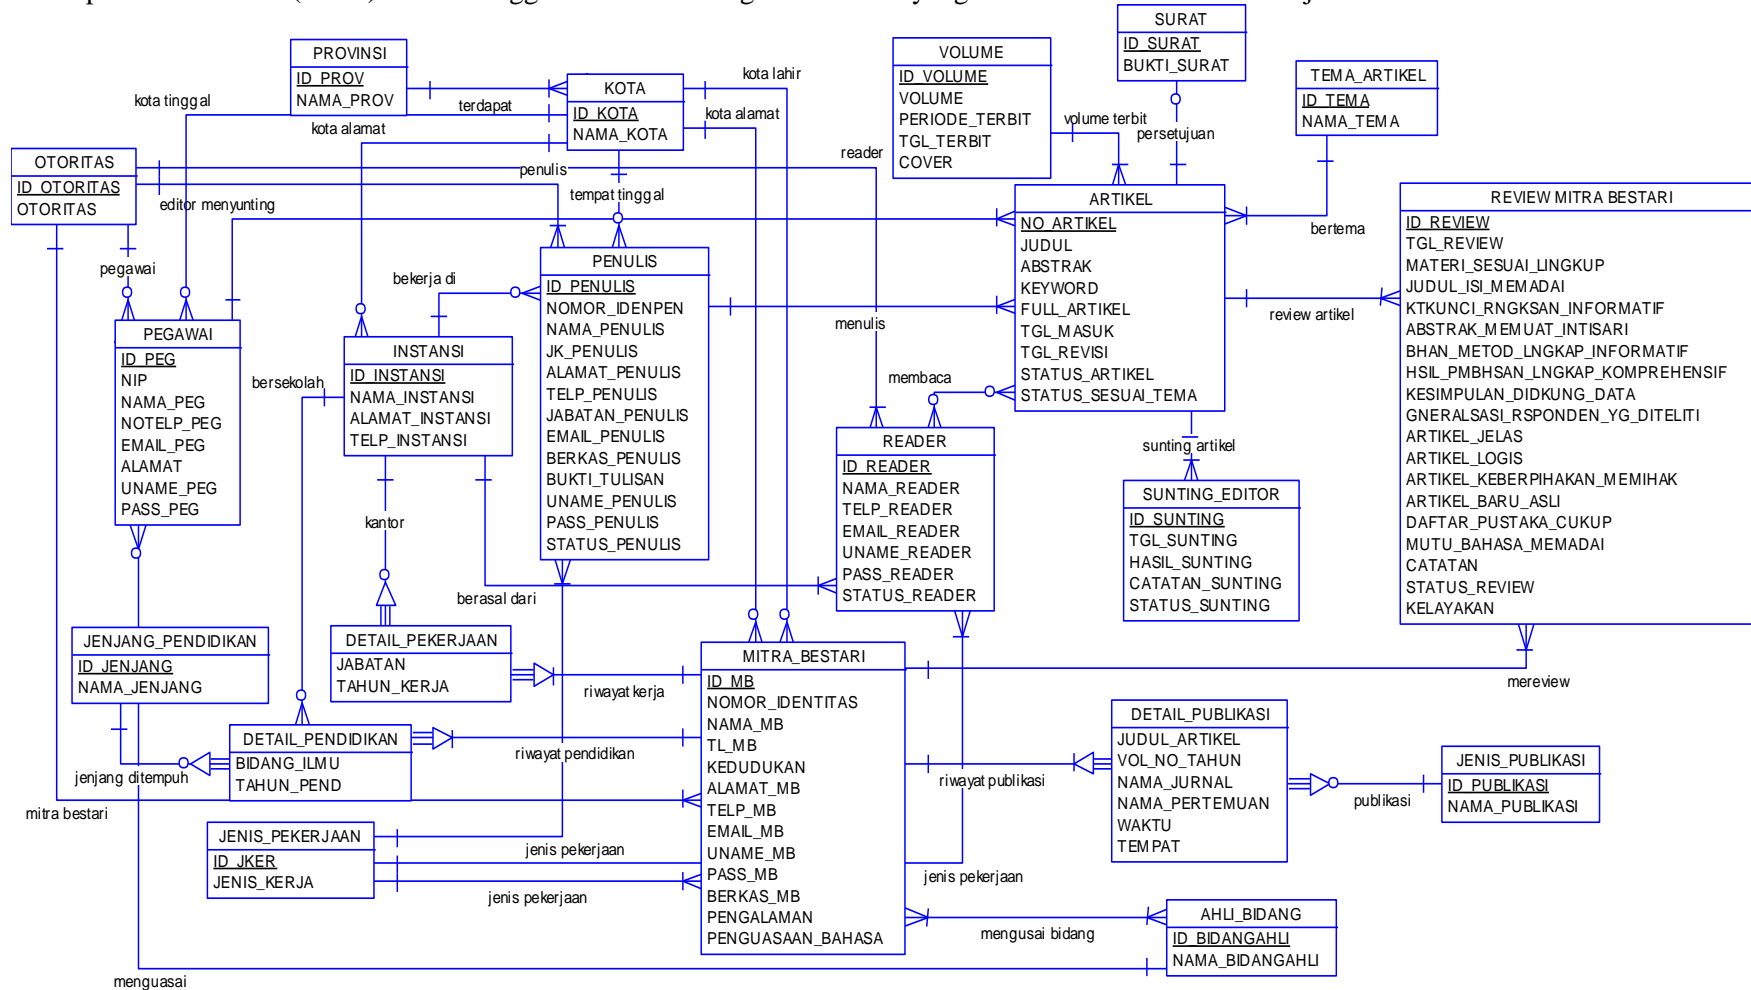 PROVINSI
ID_PROV
NAMA_PROV
KOTA
ID_KOTA
NAMA_KOTA
kota lahir
kota alamat
terdapat
kota tinggal
kota alamat
VOLUME
ID_VOLUME
VOLUME
PERIODE_TERBIT
TGL_TERBIT
COVER
SURAT
ID_SURAT
BUKTI_SURAT
TEMA_ARTIKEL
ID_TEMA
NAMA_TEMA
volume terbit
persetujuan
bertema
OTORITAS
ID_OTORITAS
OTORITAS
reader
penulis
editor menyunting
tempat tinggal
pegawai
bekerja di
ARTIKEL
NO_ARTIKEL
JUDUL
ABSTRAK
KEYWORD
FULL_ARTIKEL
TGL_MASUK
TGL_REVISI
STATUS_ARTIKEL
STATUS_SESUAI_TEMA
REVIEW MITRA BESTARI
ID_REVIEW
TGL_REVIEW
MATERI_SESUAI_LINGKUP
JUDUL_ISI_MEMADAI
KTKUNCI_RNGKSAN_INFORMATIF
ABSTRAK_MEMUAT_INTISARI
BHAN_METOD_LNGKAP_INFORMATIF
HSIL_PMBHSAN_LNGKAP_KOMPREHENSIF
KESIMPULAN_DIDKUNG_DATA
GNERALSASI_RSPONDEN_YG_DITELITI
ARTIKEL_JELAS
ARTIKEL_LOGIS
ARTIKEL_KEBERPIHAKAN_MEMIHAK
ARTIKEL_BARU_ASLI
DAFTAR_PUSTAKA_CUKUP
MUTU_BAHASA_MEMADAI
CATATAN
STATUS_REVIEW
KELAYAKAN
review artikel
menulis
membaca
sunting artikel
PENULIS
ID_PENULIS
NOMOR_IDENPEN
NAMA_PENULIS
JK_PENULIS
ALAMAT_PENULIS
TELP_PENULIS
JABATAN_PENULIS
EMAIL_PENULIS
BERKAS_PENULIS
BUKTI_TULISAN
UNAME_PENULIS
PASS_PENULIS
STATUS_PENULIS
PEGAWAI
ID_PEG
NIP
NAMA_PEG
NOTELP_PEG
EMAIL_PEG
ALAMAT
UNAME_PEG
PASS_PEG
INSTANSI
ID_INSTANSI
NAMA_INSTANSI
ALAMAT_INSTANSI
TELP_INSTANSI
bersekolah
kantor
berasal dari
READER
ID_READER
NAMA_READER
TELP_READER
EMAIL_READER
UNAME_READER
PASS_READER
STATUS_READER
SUNTING_EDITOR
ID_SUNTING
TGL_SUNTING
HASIL_SUNTING
CATATAN_SUNTING
STATUS_SUNTING
JENJANG_PENDIDIKAN
ID_JENJANG
NAMA_JENJANG
DETAIL_PEKERJAAN
JABATAN
TAHUN_KERJA
riwayat kerja
DETAIL_PENDIDIKAN
BIDANG_ILMU
TAHUN_PEND
riwayat pendidikan
jenjang ditempuh
mitra bestari
MITRA_BESTARI
ID_MB
NOMOR_IDENTITAS
NAMA_MB
TL_MB
KEDUDUKAN
ALAMAT_MB
TELP_MB
EMAIL_MB
UNAME_MB
PASS_MB
BERKAS_MB
PENGALAMAN
PENGUASAAN_BAHASA
mereview
riwayat publikasi
DETAIL_PUBLIKASI
JUDUL_ARTIKEL
VOL_NO_TAHUN
NAMA_JURNAL
NAMA_PERTEMUAN
WAKTU
TEMPAT
publikasi
JENIS_PUBLIKASI
ID_PUBLIKASI
NAMA_PUBLIKASI
JENIS_PEKERJAAN
ID_JKER
JENIS_KERJA
jenis pekerjaan
jenis pekerjaan
jenis pekerjaan
mengusai bidang
AHLI_BIDANG
ID_BIDANGAHLI
NAMA_BIDANGAHLI
menguasai